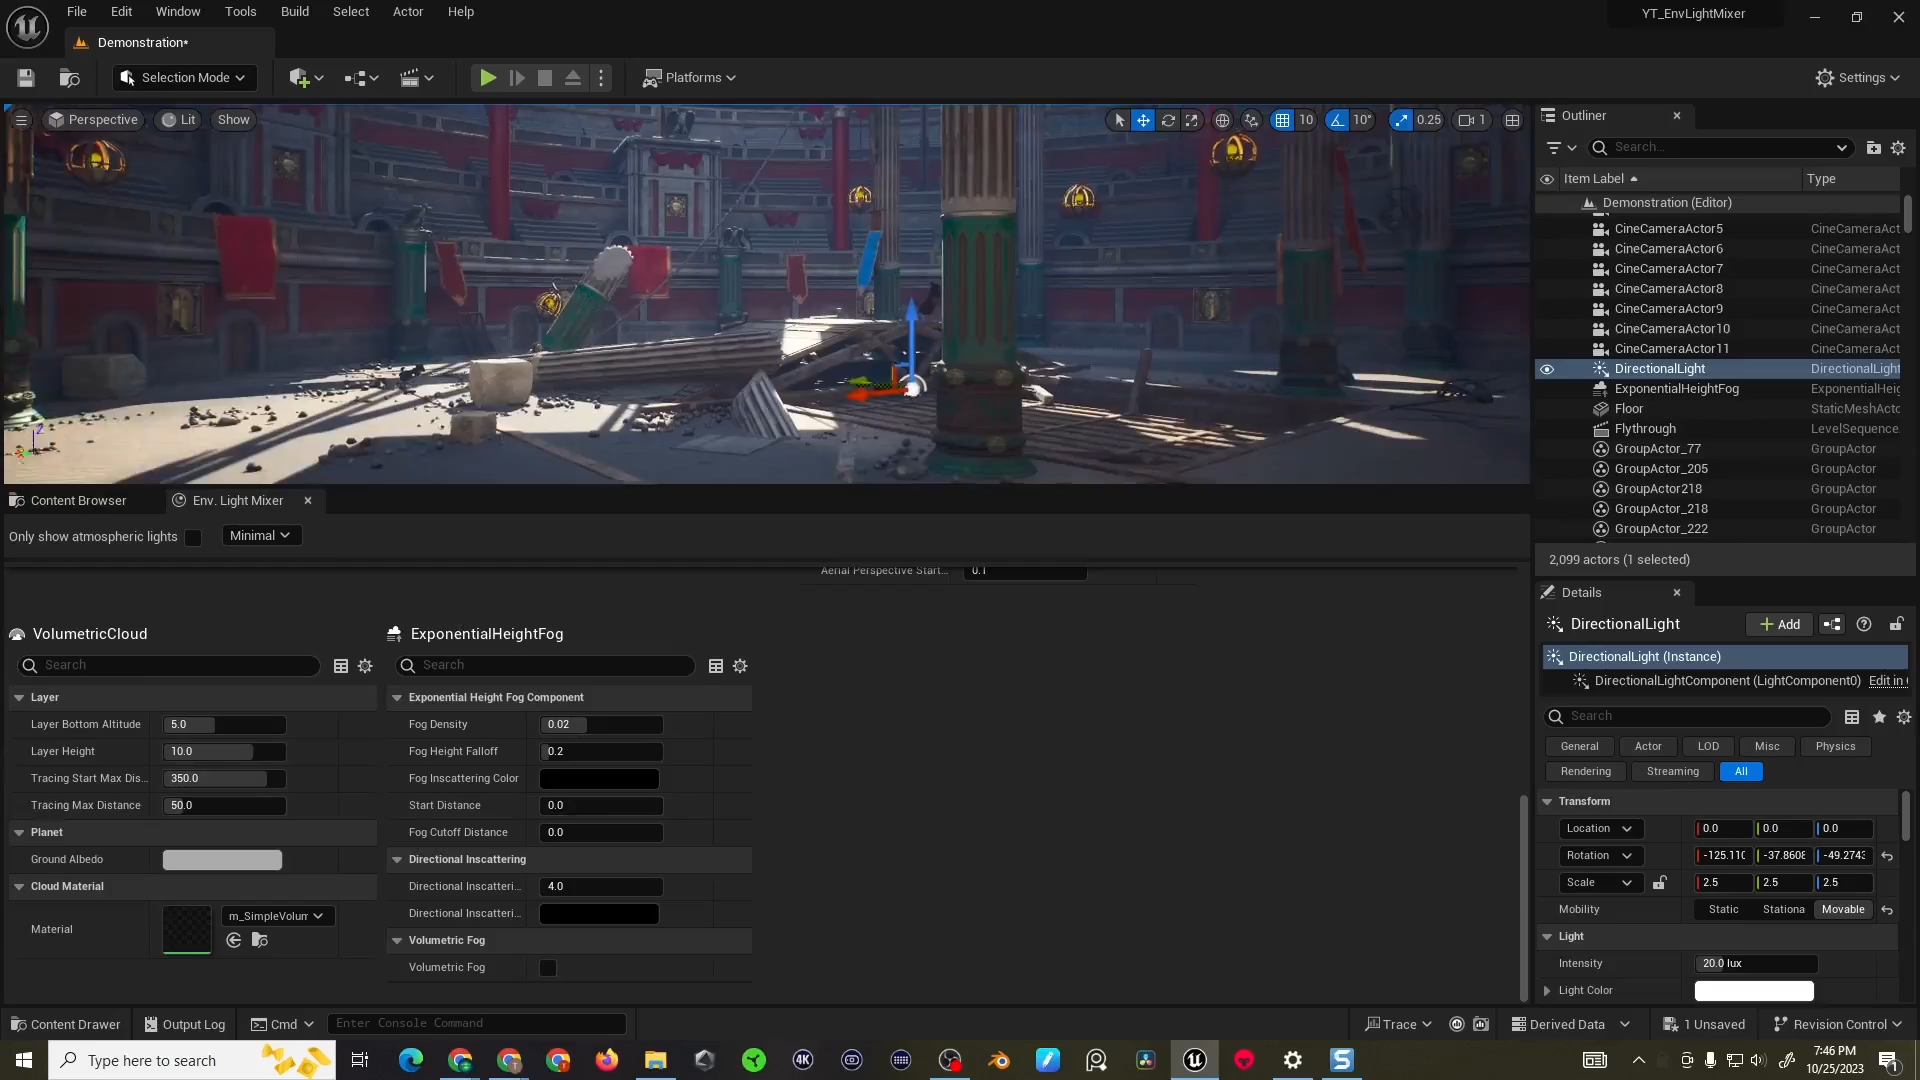 File Edit Window Tools Build Select Actor Help
YT_EnvLightMixer
Demonstration*
Selection Mode
Platforms
Settings
Perspective Lit Show
10 10° 0.25 1
Outliner
Search...
Item Label Type
Demonstration (Editor)
CineCameraActor5 CineCameraAct
CineCameraActor6 CineCameraAct
CineCameraActor7 CineCameraAct
CineCameraActor8 CineCameraAct
CineCameraActor9 CineCameraAct
CineCameraActor10 CineCameraAct
CineCameraActor11 CineCameraAct
DirectionalLight DirectionalLight
ExponentialHeightFog ExponentialHeig
Floor StaticMeshActo
Flythrough LevelSequence
GroupActor_77 GroupActor
GroupActor_205 GroupActor
GroupActor218 GroupActor
GroupActor_218 GroupActor
GroupActor_222 GroupActor
2,099 actors (1 selected)
Content Browser
Env. Light Mixer
Only show atmospheric lights
Minimal
Aerial Perspective Start... 0.1
VolumetricCloud
Search
Layer
Layer Bottom Altitude 5.0
Layer Height 10.0
Tracing Start Max Dis... 350.0
Tracing Max Distance 50.0
Planet
Ground Albedo
Cloud Material
Material
m_SimpleVolum
ExponentialHeightFog
Search
Exponential Height Fog Component
Fog Density 0.02
Fog Height Falloff 0.2
Fog Inscattering Color
Start Distance 0.0
Fog Cutoff Distance 0.0
Directional Inscattering
Directional Inscatteri... 4.0
Directional Inscatteri...
Volumetric Fog
Volumetric Fog
Details
DirectionalLight
Add
DirectionalLight (Instance)
DirectionalLightComponent (LightComponent0) Edit in
Search
General Actor LOD Misc Physics
Rendering Streaming All
Transform
Location 0.0 0.0 0.0
Rotation -125.11 -37.860 -49.274
Scale 2.5 2.5 2.5
Mobility Static Stationa Movable
Light
Intensity 20.0 lux
Light Color
Content Drawer Output Log Cmd Enter Console Command
Trace Derived Data 1 Unsaved Revision Control
Type here to search
4K
7:46 PM
10/25/2023
1